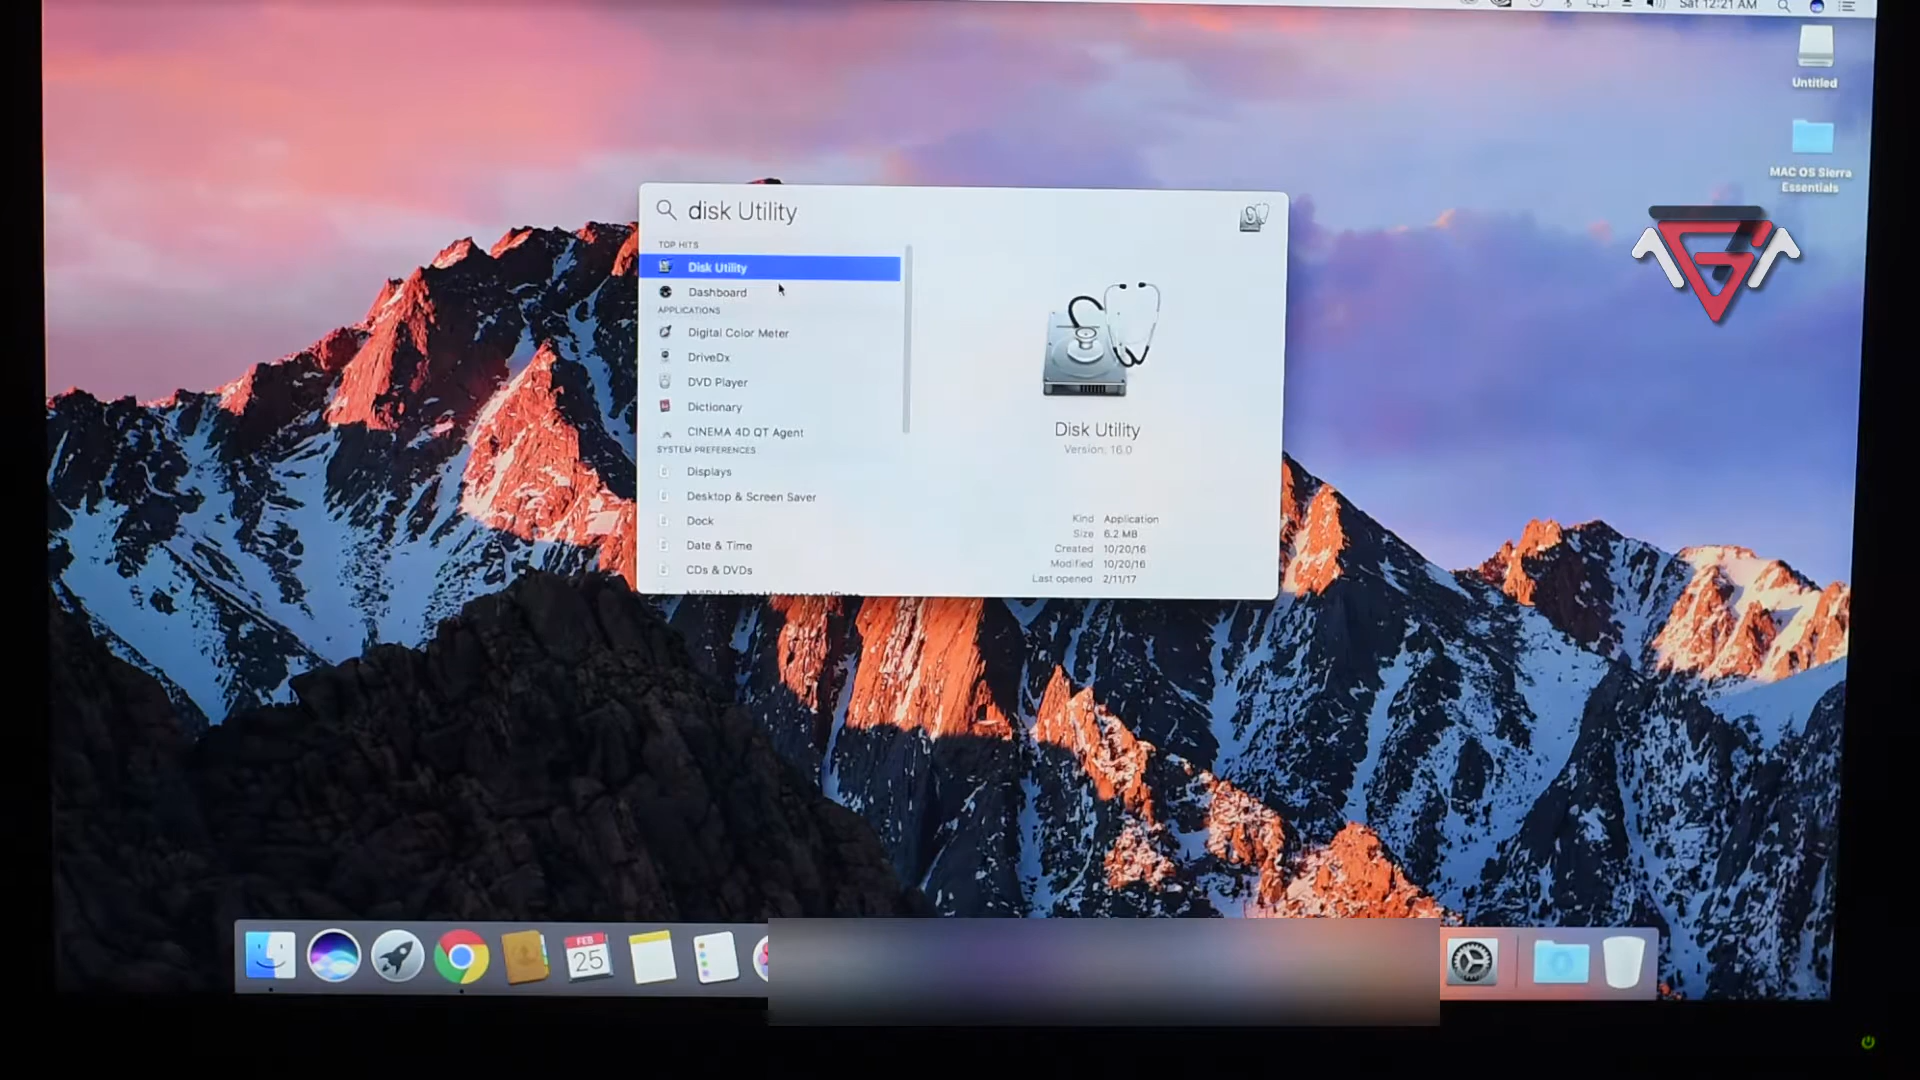 Sat 12:21 AM
Untitled
MAC OS Sierra
Essentials
disk Utility
TOP HITS
Disk Utility
Dashboard
APPLICATIONS
Digital Color Meter
DriveDx
DVD Player
Dictionary
CINEMA 4D QT Agent
SYSTEM PREFERENCES
Displays
Desktop & Screen Saver
Dock
Date & Time
CDs & DVDs
Disk Utility
Version: 16.0
Kind Application
Size 6.2 MB
Created 10/20/16
Modified 10/20/16
Last opened 2/11/17
FEB
25